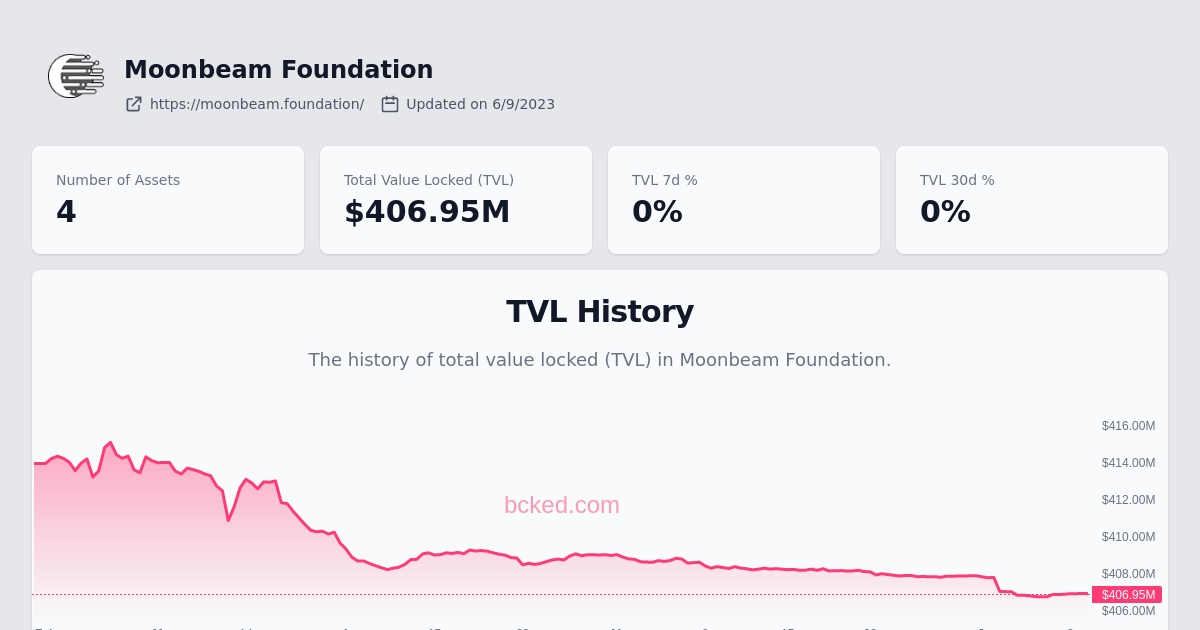 Moonbeam Foundation
https://moonbeam.foundation/ Updated on 6/9/2023
Number of Assets
4
Total Value Locked (TVL)
$406.95M
TVL 7d %
0%
TVL 30d %
0%
TVL History
The history of total value locked (TVL) in Moonbeam Foundation.
$416.00M
$414.00M
$412.00M
bcked.com
$410.00M
$408.00M
$406.95M
$406.00M